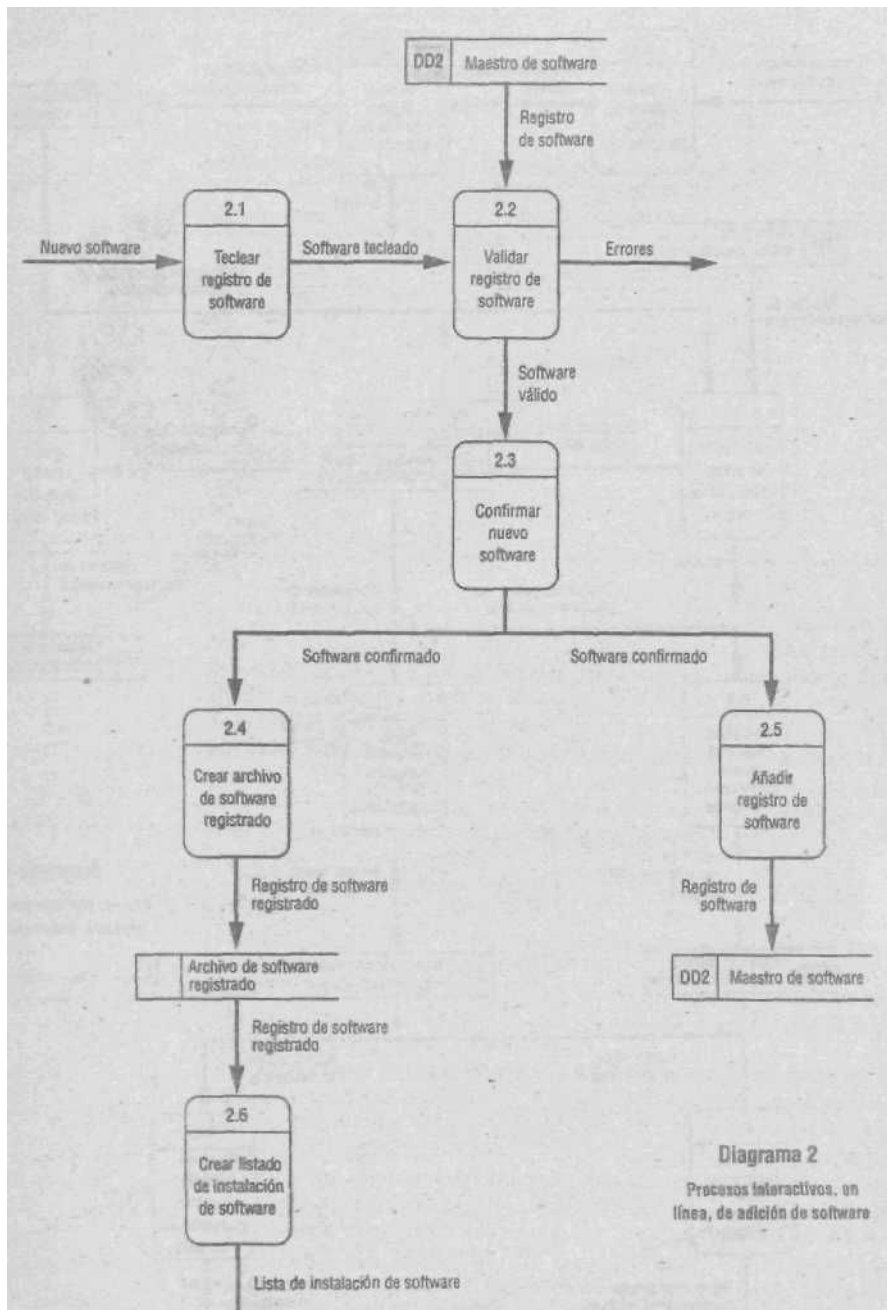 DD2 Maestro de software
Registro
de software
2.1
Teclear
registro de
software
2.2
Validar
registro de
software
Nuevo software
Software tecleado
Errores
Software
válido
2.3
Confirmar
nuevo
software
Software confirmado
Software confirmado
2.4
Crear archivo
de software
registrado
2.5
Añadir
registro de
software
Registro de software
registrado
Registro de
software
Archivo de software
registrado
DD2 Maestro de software
Registro de software
registrado
2.6
Crear listado
de instalación
de software
Diagrama 2
Procesos interactivos, en
línea, de adición de software
Lista de instalación de software